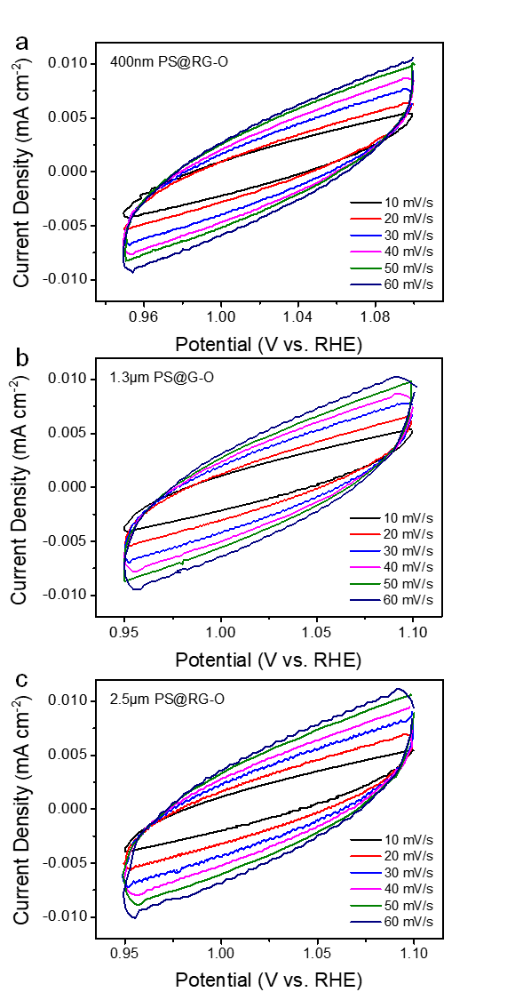 a
400nm PS@RG-O
Current Density (mA cm-2)
0.010
0.005
0.000
-0.005
-0.010
10 mV/s
20 mV/s
30 mV/s
40 mV/s
50 mV/s
60 mV/s
0.96
1.00
1.04
1.08
Potential (V vs. RHE)
b
1.3μm PS@G-O
Current Density (mA cm-2)
0.010
0.005
0.000
-0.005
-0.010
10 mV/s
20 mV/s
30 mV/s
40 mV/s
50 mV/s
60 mV/s
0.95
1.00
1.05
1.10
Potential (V vs. RHE)
c
2.5μm PS@RG-O
Current Density (mA cm-2)
0.010
0.005
0.000
-0.005
-0.010
10 mV/s
20 mV/s
30 mV/s
40 mV/s
50 mV/s
60 mV/s
0.95
1.00
1.05
1.10
Potential (V vs. RHE)